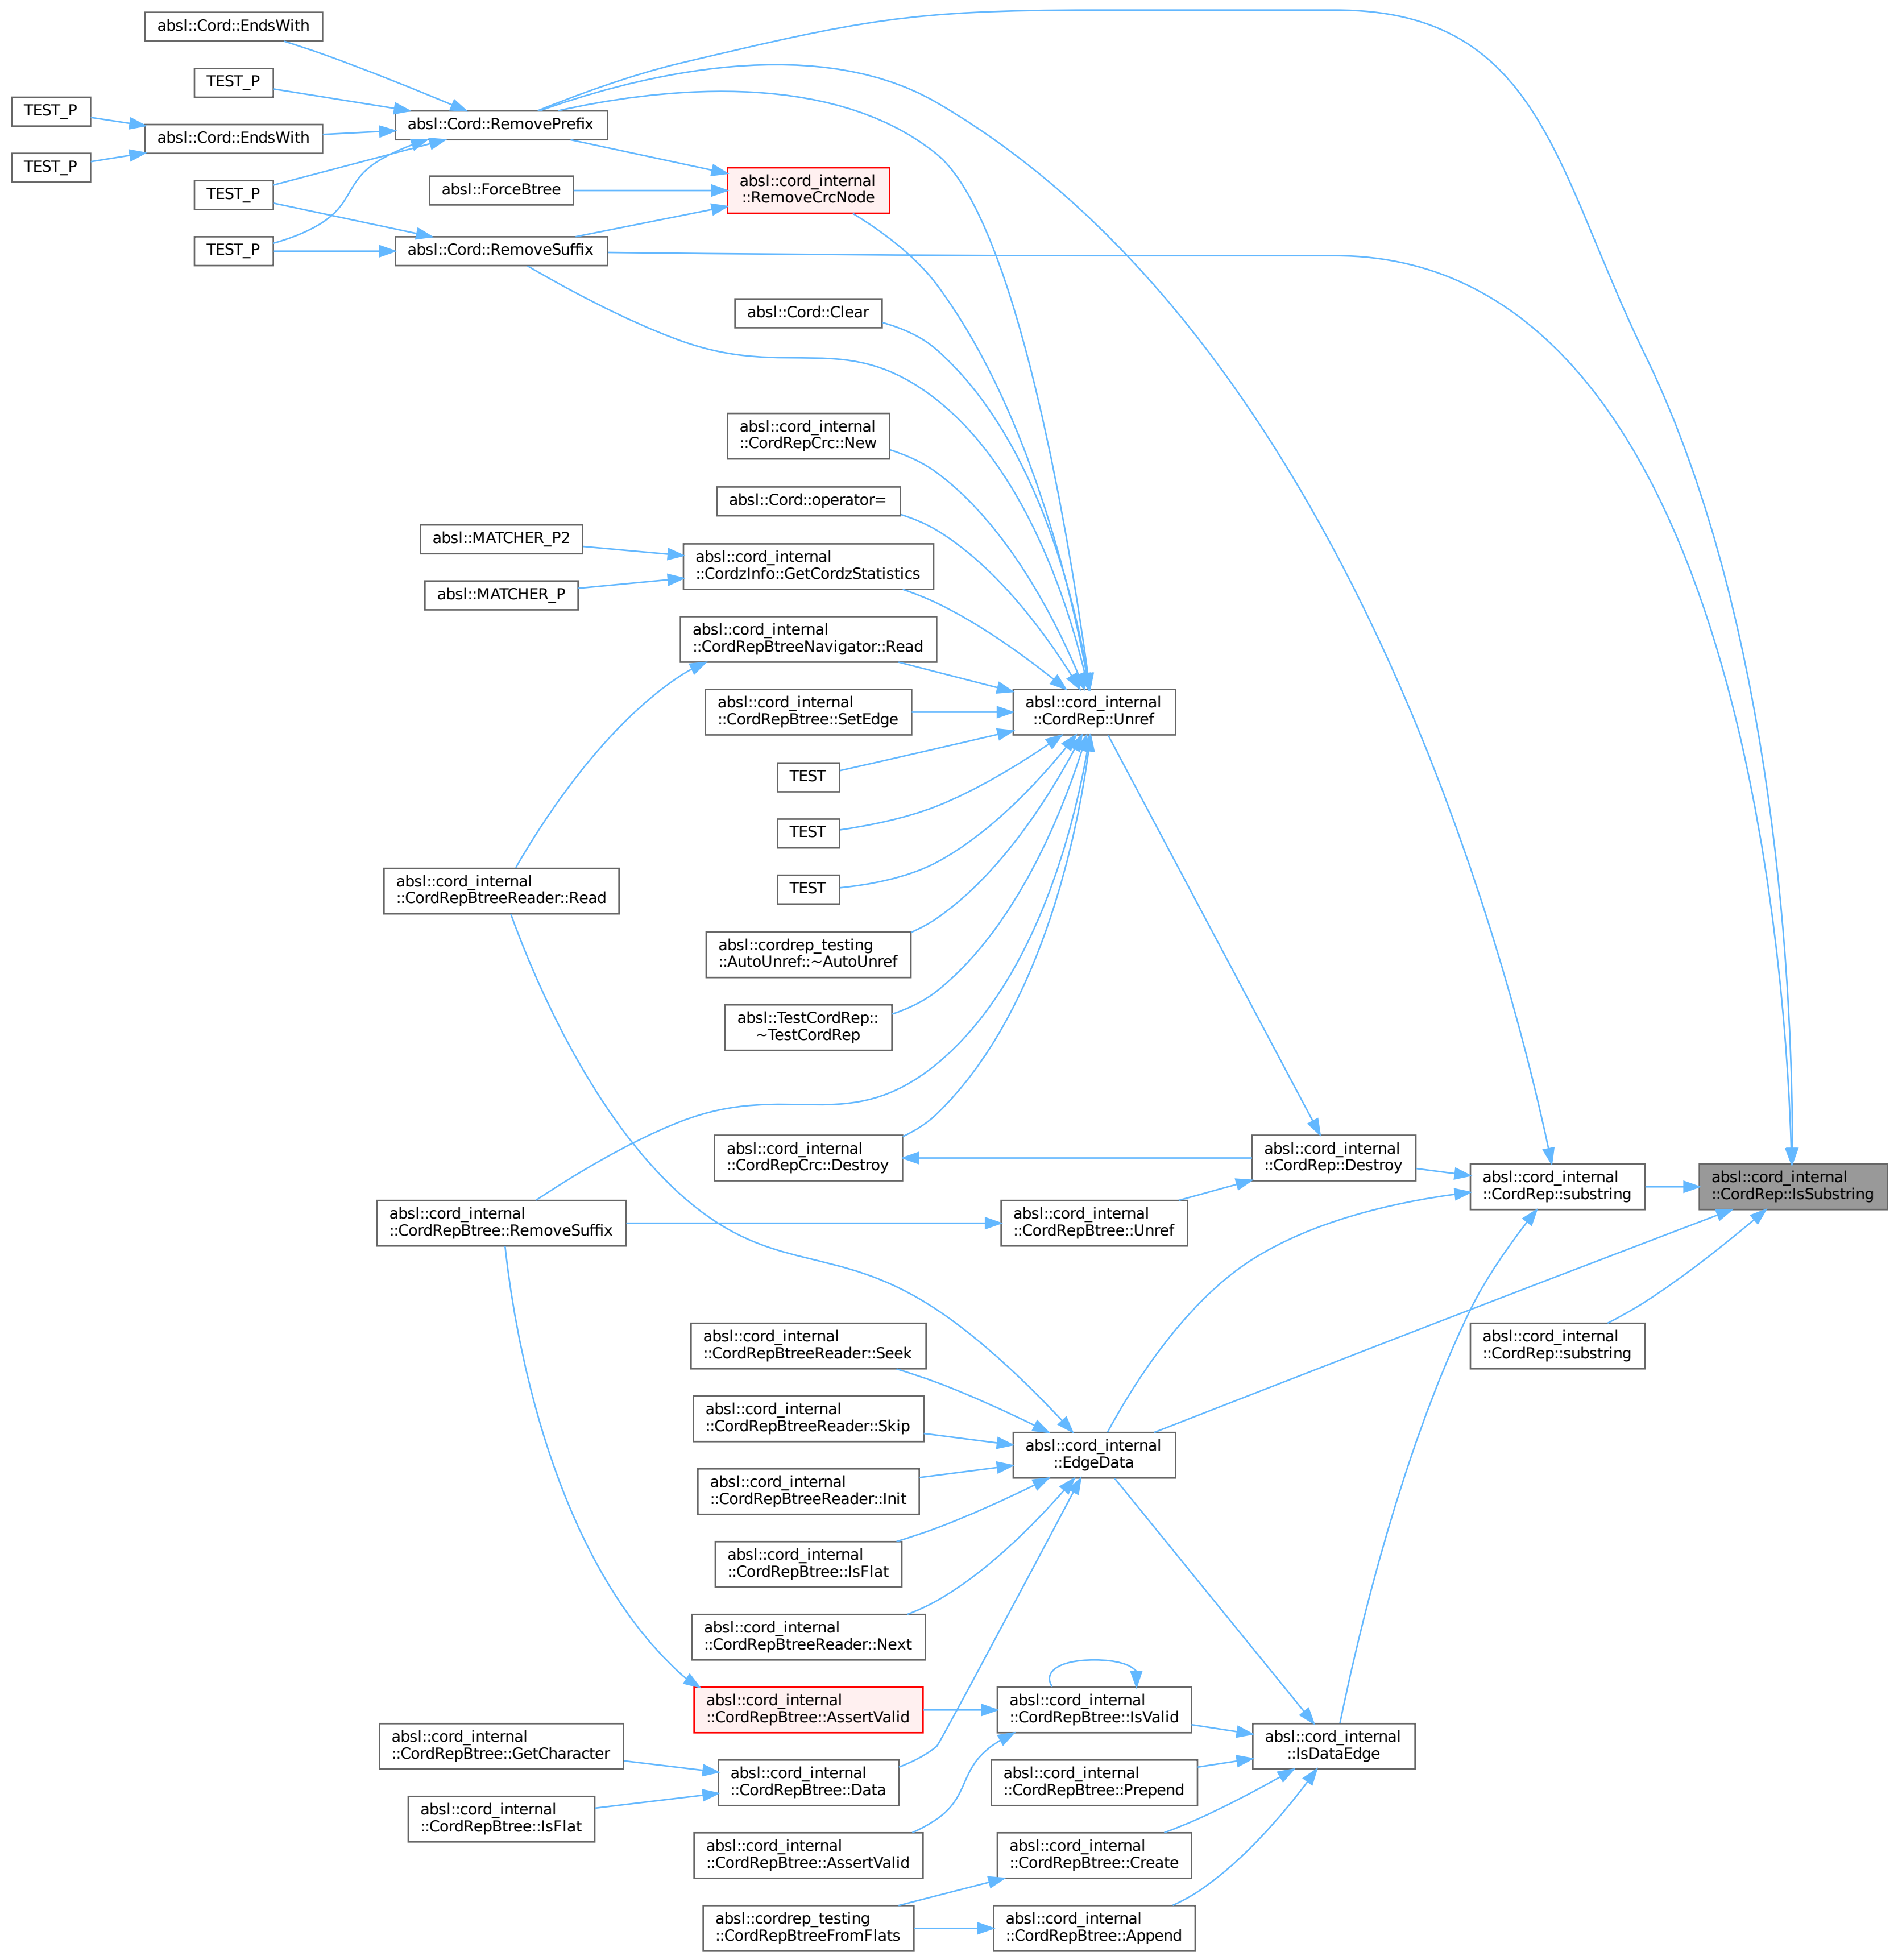 absl::Cord::EndsWith
TEST_P
TEST_P
absl::Cord::RemovePrefix
absl::Cord::EndsWith
TEST_P
absl::cord_internal
::RemoveCrcNode
absl::ForceBtree
TEST_P
TEST_P
absl::Cord::RemoveSuffix
absl::Cord::Clear
absl::cord_internal
::CordRepCrc::New
absl::Cord::operator=
absl::MATCHER_P2
absl::cord_internal
::CordzInfo::GetCordzStatistics
absl::MATCHER_P
absl::cord_internal
::CordRepBtreeNavigator::Read
absl::cord_internal
::CordRepBtree::SetEdge
absl::cord_internal
::CordRep::Unref
TEST
TEST
TEST
absl::cord_internal
::CordRepBtreeReader::Read
absl::cordrep_testing
::AutoUnref::~AutoUnref
absl::TestCordRep::
~TestCordRep
absl::cord_internal
::CordRepCrc::Destroy
absl::cord_internal
::CordRep::Destroy
absl::cord_internal
::CordRep::substring
absl::cord_internal
::CordRep::IsSubstring
absl::cord_internal
::CordRepBtree::RemoveSuffix
absl::cord_internal
::CordRepBtree::Unref
absl::cord_internal
::CordRepBtreeReader::Seek
absl::cord_internal
::CordRep::substring
absl::cord_internal
::CordRepBtreeReader::Skip
absl::cord_internal
::EdgeData
absl::cord_internal
::CordRepBtreeReader::Init
absl::cord_internal
::CordRepBtree::IsFlat
absl::cord_internal
::CordRepBtreeReader::Next
absl::cord_internal
::CordRepBtree::AssertValid
absl::cord_internal
::CordRepBtree::IsValid
absl::cord_internal
::IsDataEdge
absl::cord_internal
::CordRepBtree::GetCharacter
absl::cord_internal
::CordRepBtree::Data
absl::cord_internal
::CordRepBtree::Prepend
absl::cord_internal
::CordRepBtree::IsFlat
absl::cord_internal
::CordRepBtree::AssertValid
absl::cord_internal
::CordRepBtree::Create
absl::cordrep_testing
::CordRepBtreeFromFlats
absl::cord_internal
::CordRepBtree::Append